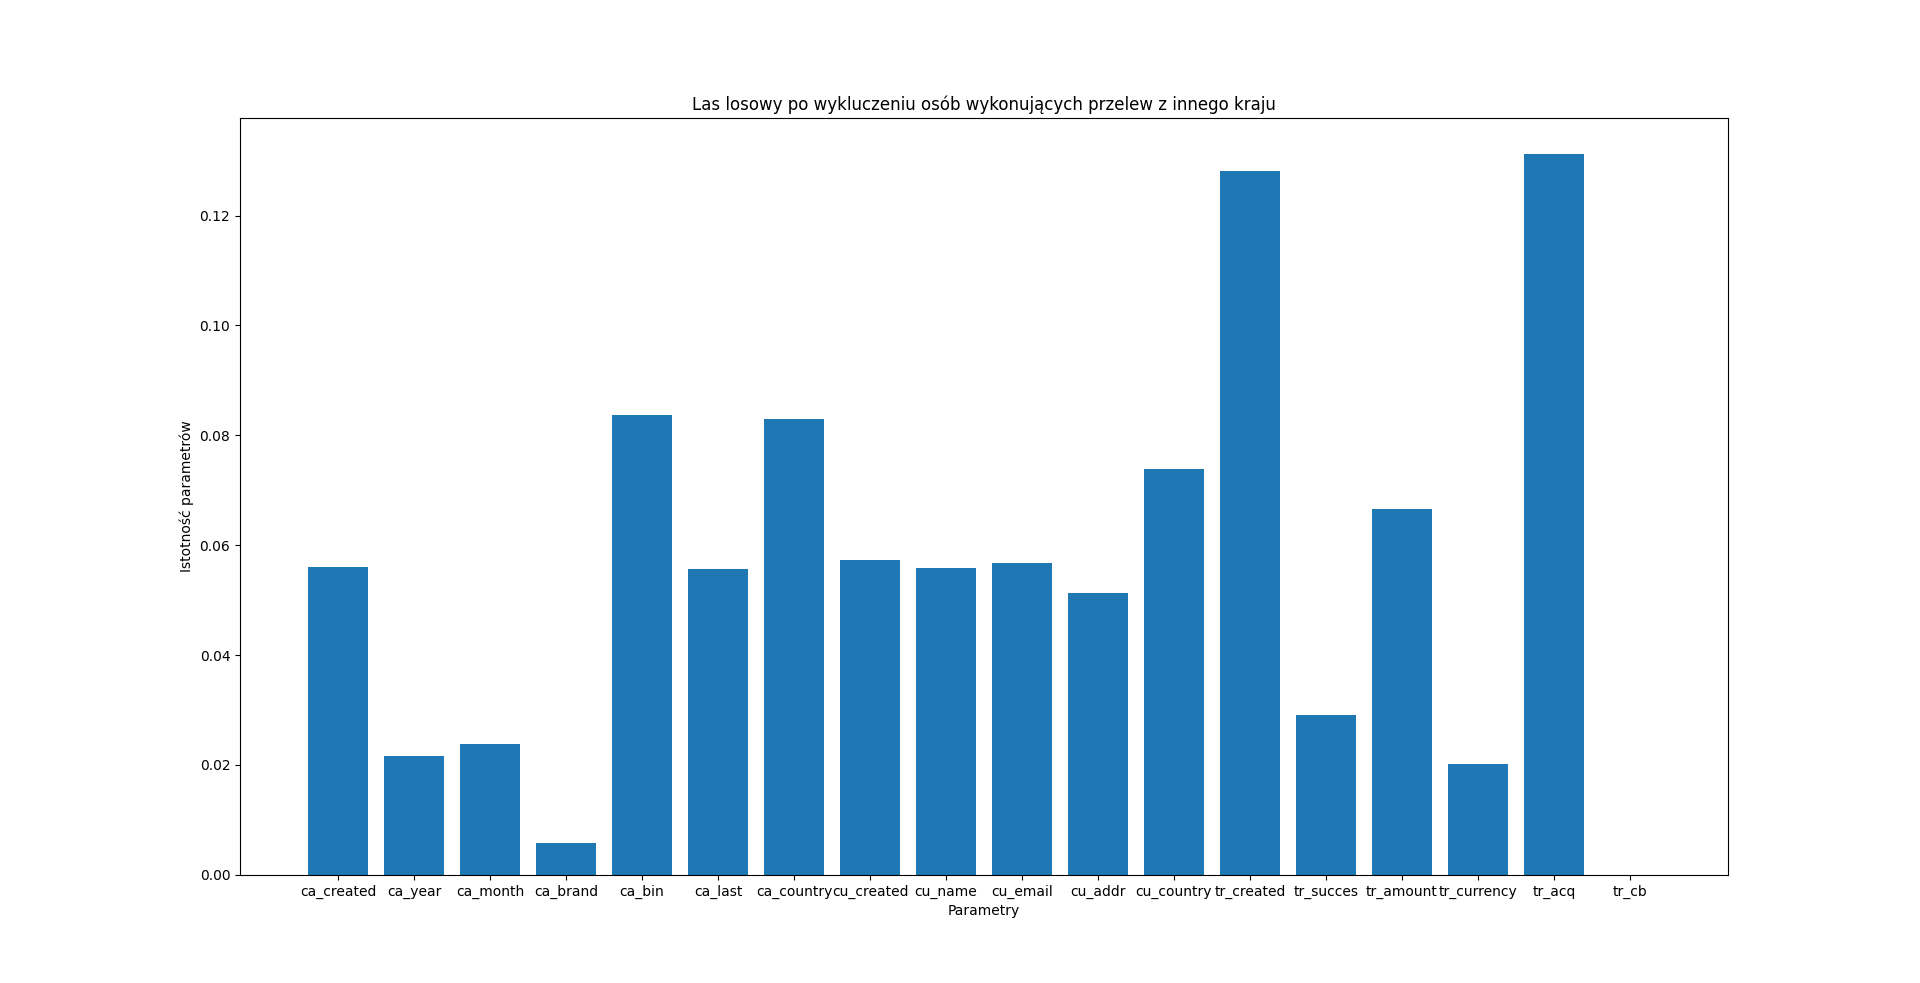 Las losowy po wykluczeniu osób wykonujących przelew z innego kraju
Istotność parametrów
0.12
0.10
0.08
0.06
0.04
0.02
0.00
ca_created ca_year ca_month ca_brand ca_bin ca_last ca_country cu_created cu_name cu_email cu_addr cu_country tr_created tr_succes tr_amount tr_currency tr_acq tr_cb
Parametry